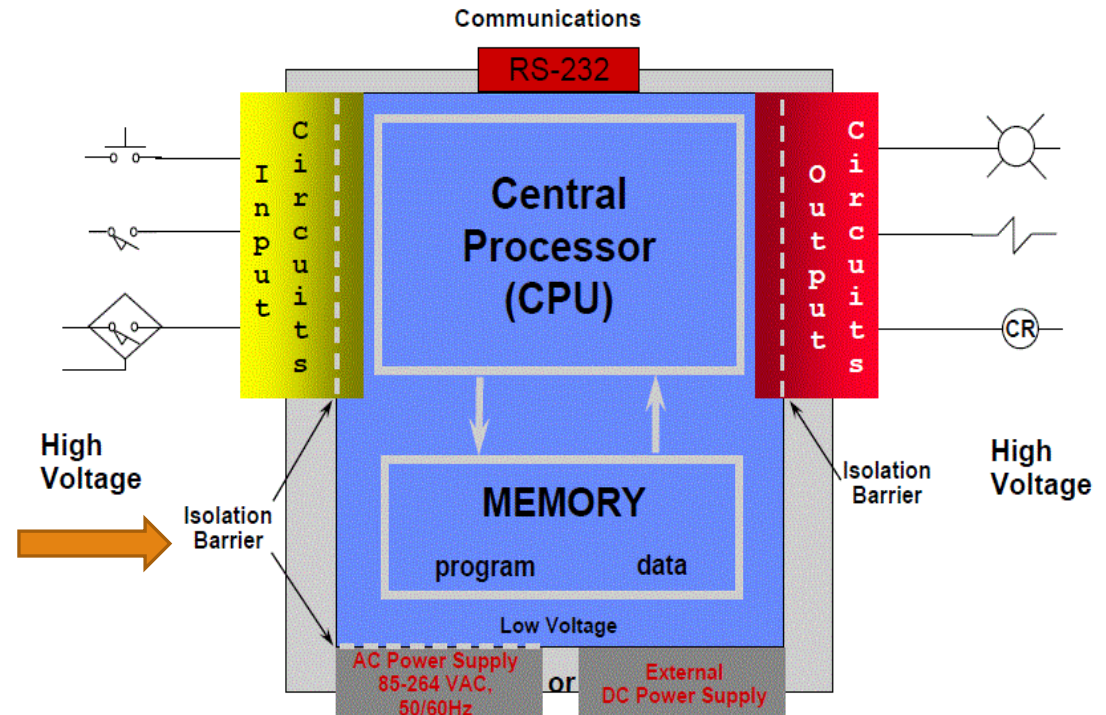 Communications
RS-232
Input
Circuits
Central
Processor
(CPU)
Output
Circuits
CR
High
Voltage
Isolation
Barrier
MEMORY
program data
Isolation
Barrier
High
Voltage
Low Voltage
AC Power Supply
85-264 VAC,
50/60Hz
or
External
DC Power Supply